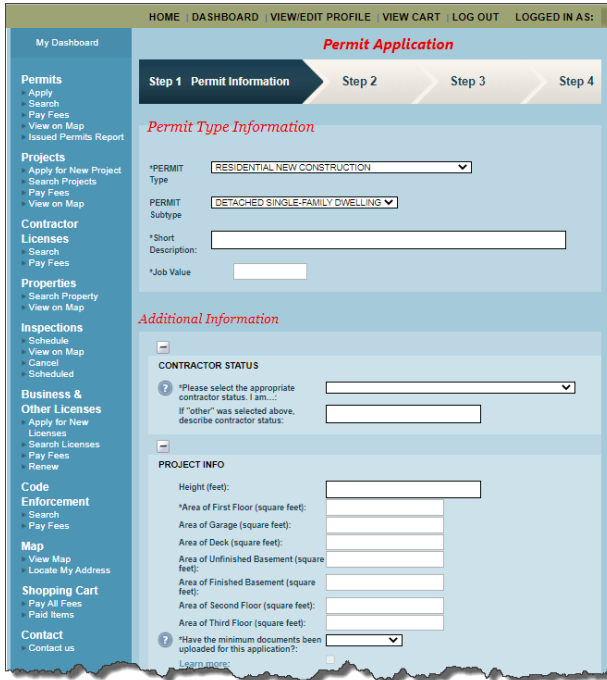 HOME | DASHBOARD | VIEW/EDIT PROFILE | VIEW CART | LOG OUT LOGGED IN AS:
My Dashboard
Permits
Apply
Search
Pay Fees
View on Map
Issued Permits Report
Projects
Apply for New Project
Search Projects
Pay Fees
View on Map
Contractor
Licenses
Search
Pay Fees
Properties
Search Property
View on Map
Inspections
Schedule
View on Map
Cancel
Scheduled
Business &
Other Licenses
Apply for New
Licenses
Search Licenses
Pay Fees
Renew
Code
Enforcement
Search
Pay Fees
Map
View Map
Locate My Address
Shopping Cart
Pay All Fees
Paid Items
Contact
Contact us
Permit Application
Step 1 Permit Information Step 2 Step 3 Step 4
Permit Type Information
*PERMIT
Type
RESIDENTIAL NEW CONSTRUCTION
PERMIT
Subtype
DETACHED SINGLE-FAMILY DWELLING
*Short
Description:
*Job Value
Additional Information
CONTRACTOR STATUS
? *Please select the appropriate
contractor status. I am...:
If "other" was selected above,
describe contractor status:
PROJECT INFO
Height (feet):
*Area of First Floor (square feet):
Area of Garage (square feet):
Area of Deck (square feet):
Area of Unfinished Basement (square
feet):
Area of Finished Basement (square
feet):
Area of Second Floor (square feet):
Area of Third Floor (square feet):
? *Have the minimum documents been
uploaded for this application?:
Learn more: